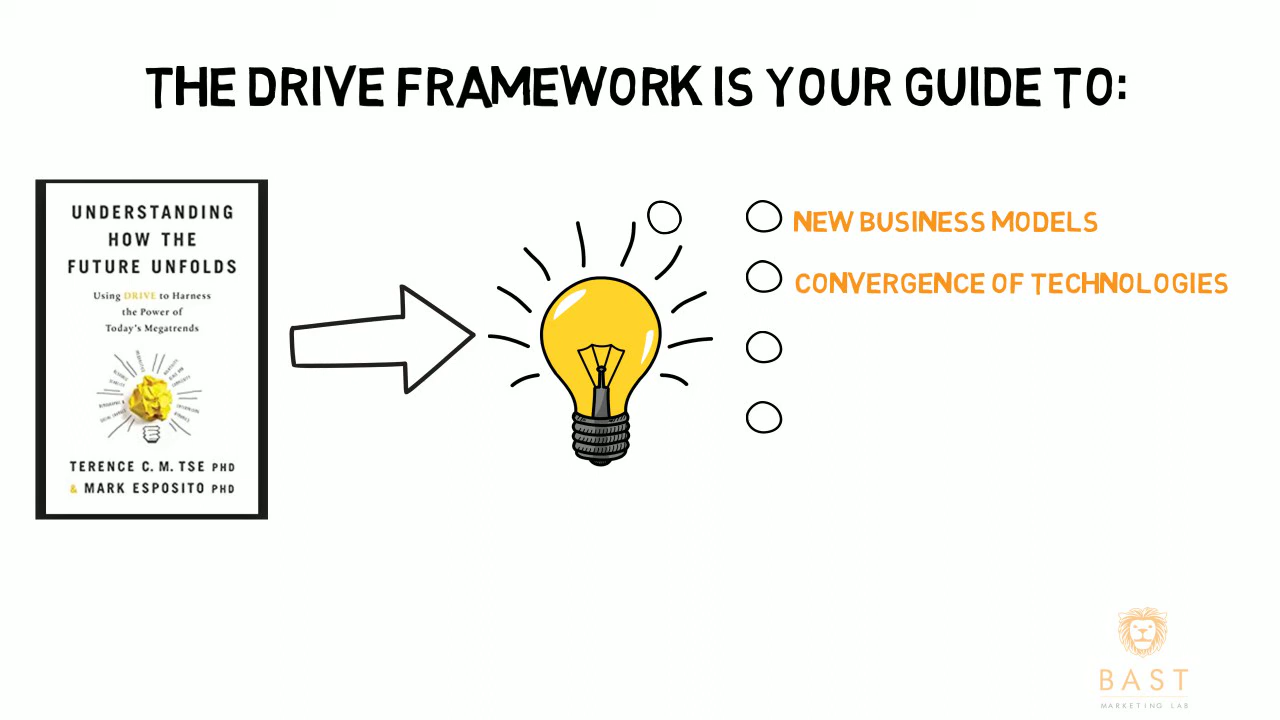 THE DRIVE FRAMEWORK IS YOUR GUIDE TO:
UNDERSTANDING
HOW THE
FUTURE UNFOLDS
Using DRIVE to Harness
the Power of
Today's Megatrends
TERENCE C. M. TSE PHD
& MARK ESPOSITO PHD
NEW BUSINESS MODELS
CONVERGENCE OF TECHNOLOGIES
BAST
MARKETING LAB